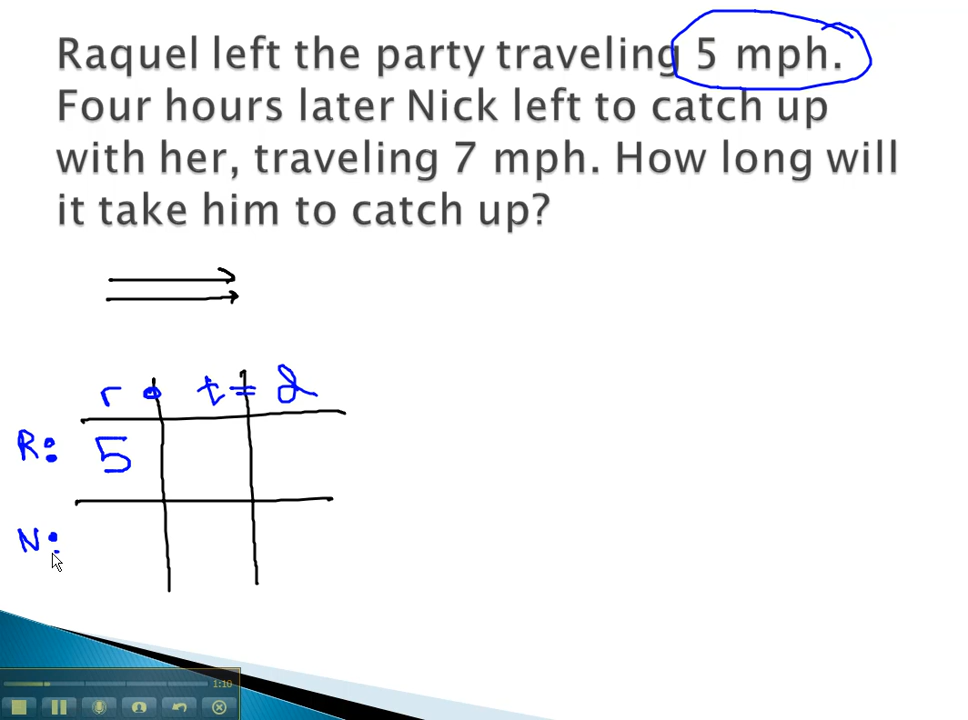 Raquel left the party traveling 5 mph.
Four hours later Nick left to catch up
with her, traveling 7 mph. How long will
it take him to catch up?
r • t = d
R: 5
N:
1:10